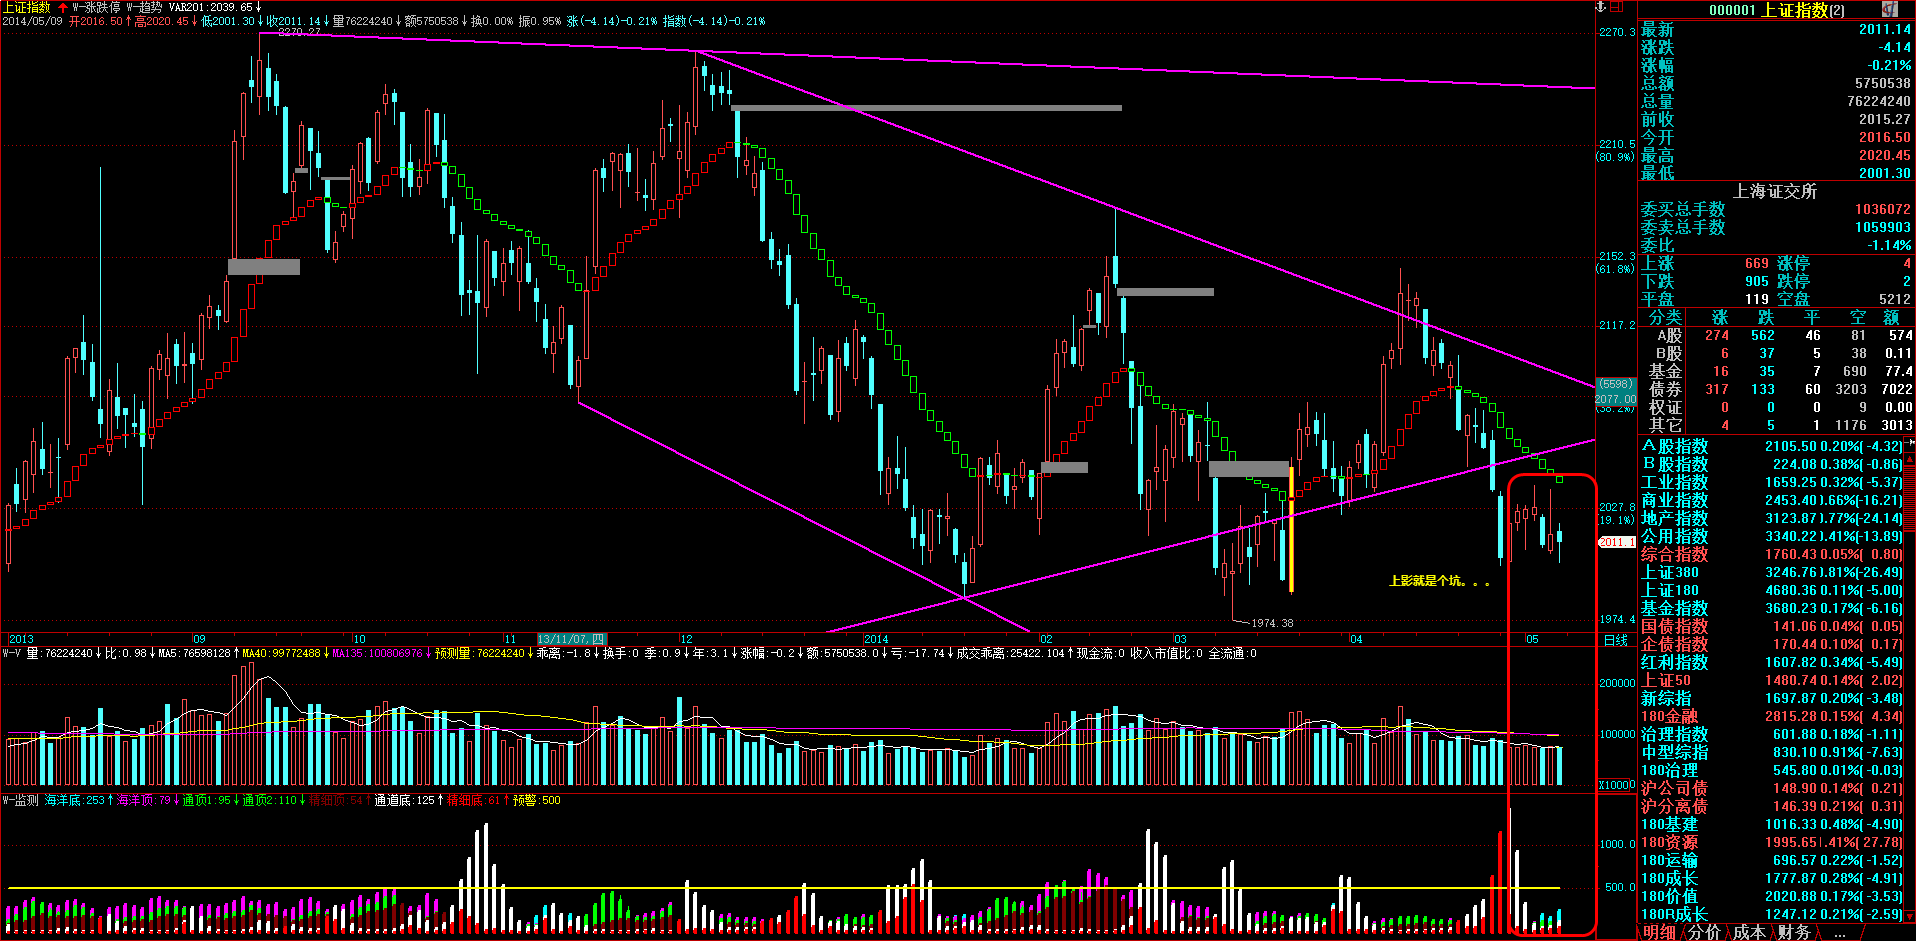 上证指数 W-涨跌停 W-趋势 VAR201:2039.65↓
2014/05/09 开2016.50↑高2020.45↓低2001.30↓收2011.14↓量76224240↓额5750538↓换0.00% 振0.95% 涨(-4.14)-0.21% 指数(-4.14)-0.21%
2270.27
2270.3
2210.5
(80.9%)
2152.3
(61.8%)
2117.2
(5598)
2077.00
(38.2%)
2027.8
(19.1%)
2011.1
上影就是个坑。。。
1974.38
1974.4
2013 09 10 11 13/11/07,四 12 2014 02 03 04 05 日线
W-V 量:76224240↓比:0.98↓MA5:76598128↑MA40:99772488↓MA135:100806976↓预测量:76224240↓乖离:-1.8↓换手:0 季:0.9↓年:3.1↓涨幅:-0.2↓额:5750538.0↓亏:-17.74↓成交乖离:25422.104↑现金流:0 收入市值比:0 全流通:0
200000
100000
X10000
W-监测 海洋底:253↑海洋顶:79↓通顶1:95↓通顶2:110↓精细顶:54↑通道底:125↑精细底:61↑预警:500
1000.0
500.0
000001 上证指数(2)
最新 2011.14
涨跌 -4.14
涨幅 -0.21%
总额 5750538
总量 76224240
前收 2015.27
今开 2016.50
最高 2020.45
最低 2001.30
上海证交所
委买总手数 1036072
委卖总手数 1059903
委比 -1.14%
上涨 669 涨停 4
下跌 905 跌停 2
平盘 119 空盘 5212
分类 涨 跌 平 空 额
A股 274 562 46 81 574
B股 6 37 5 38 0.11
基金 16 35 7 690 77.4
债券 317 133 60 3203 7022
权证 0 0 0 9 0.00
其它 4 5 1 1176 3013
A股指数 2105.50 0.20%[-4.32]
B股指数 224.08 0.38%[-0.86]
工业指数 1659.25 0.32%[-5.37]
商业指数 2453.40 .66%[-16.21]
地产指数 3123.87 .77%[-24.14]
公用指数 3340.22 .41%[-13.89]
综合指数 1760.43 0.05%[ 0.80]
上证380 3246.76 .81%[-26.49]
上证180 4680.36 0.11%[-5.00]
基金指数 3680.23 0.17%[-6.16]
国债指数 141.06 0.04%[ 0.05]
企债指数 170.44 0.10%[ 0.17]
红利指数 1607.82 0.34%[-5.49]
上证50 1480.74 0.14%[ 2.02]
新综指 1697.87 0.20%[-3.48]
180金融 2815.28 0.15%[ 4.34]
治理指数 601.88 0.18%[-1.11]
中型综指 830.10 0.91%[-7.63]
180治理 545.80 0.01%[-0.03]
沪公司债 148.90 0.14%[ 0.21]
沪分离债 146.39 0.21%[ 0.31]
180基建 1016.33 0.48%[-4.90]
180资源 1995.65 .41%[ 27.78]
180运输 696.57 0.22%[-1.52]
180成长 1777.87 0.28%[-4.91]
180价值 2020.88 0.17%[-3.53]
180R成长 1247.12 0.21%[-2.59]
明细 分价 成本 财务 ...